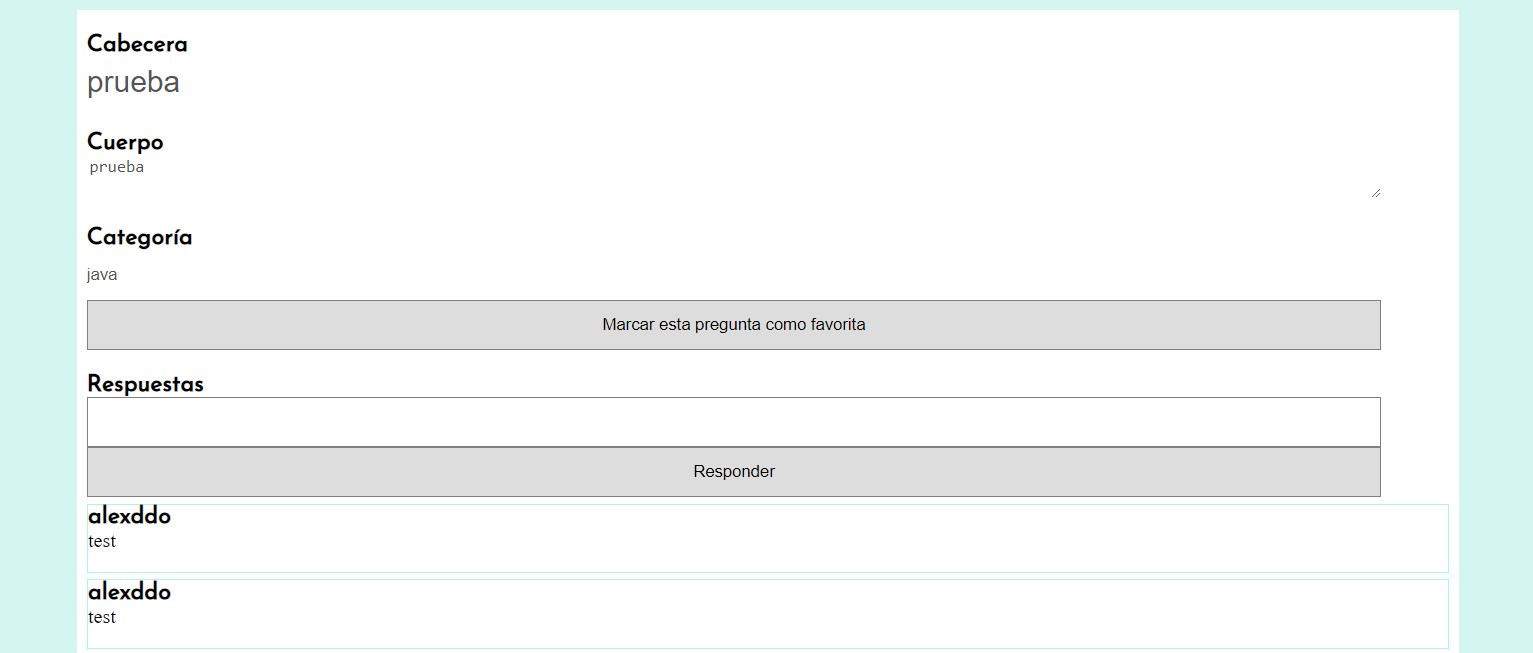 Cabecera
prueba
Cuerpo
prueba
Categoría
java
Marcar esta pregunta como favorita
Respuestas
Responder
alexddo
test
alexddo
test